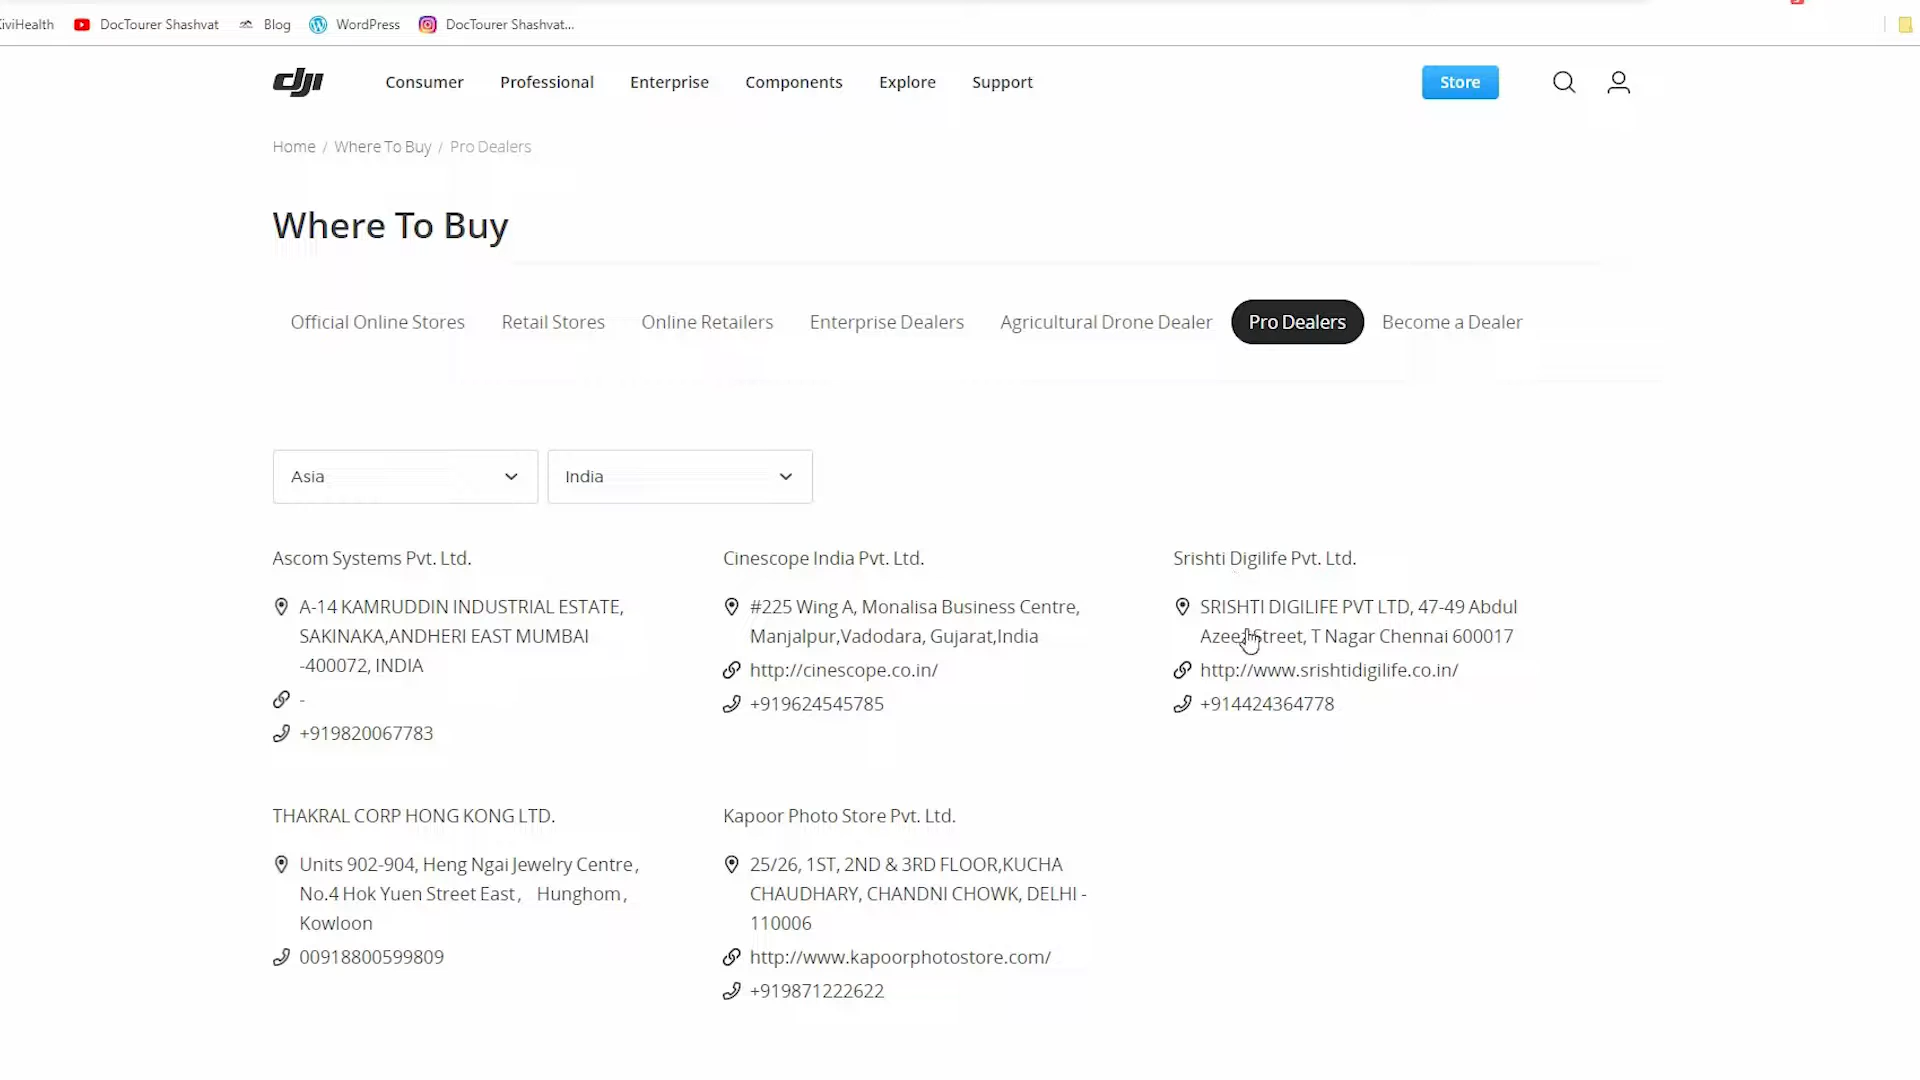 iviHealth DocTourer Shashvat Blog WordPress DocTourer Shashvat...
dji Consumer Professional Enterprise Components Explore Support Store
Home / Where To Buy / Pro Dealers
Where To Buy
Official Online Stores Retail Stores Online Retailers Enterprise Dealers Agricultural Drone Dealer Pro Dealers Become a Dealer
Asia India
Ascom Systems Pvt. Ltd.
A-14 KAMRUDDIN INDUSTRIAL ESTATE,
SAKINAKA,ANDHERI EAST MUMBAI
-400072, INDIA
-
+919820067783
Cinescope India Pvt. Ltd.
#225 Wing A, Monalisa Business Centre,
Manjalpur,Vadodara, Gujarat,India
http://cinescope.co.in/
+919624545785
Srishti Digilife Pvt. Ltd.
SRISHTI DIGILIFE PVT LTD, 47-49 Abdul
Azeez Street, T Nagar Chennai 600017
http://www.srishtidigilife.co.in/
+914424364778
THAKRAL CORP HONG KONG LTD.
Units 902-904, Heng Ngai Jewelry Centre,
No.4 Hok Yuen Street East, Hunghom,
Kowloon
00918800599809
Kapoor Photo Store Pvt. Ltd.
25/26, 1ST, 2ND & 3RD FLOOR,KUCHA
CHAUDHARY, CHANDNI CHOWK, DELHI -
110006
http://www.kapoorphotostore.com/
+919871222622